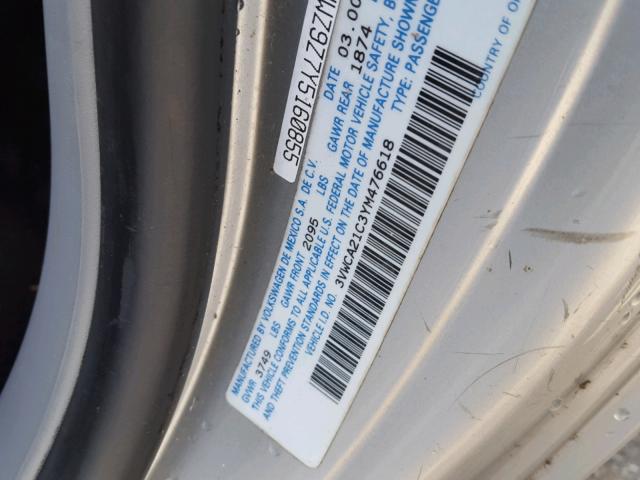 WZ9Z7Y5160855
MANUFACTURED BY VOLKSWAGEN DE MEXICO S.A. DE C.V. DATE 03.00
GVWR 3749 LBS GAWR FRONT 2095 LBS GAWR REAR 1874
THIS VEHICLE CONFORMS TO ALL APPLICABLE U.S. FEDERAL MOTOR VEHICLE SAFETY,
AND THEFT PREVENTION STANDARDS IN EFFECT ON THE DATE OF MANUFACTURE SHOWN
VEHICLE I.D. NO. 3VWCA21C3YM476618 TYPE: PASSENGER
COUNTRY OF